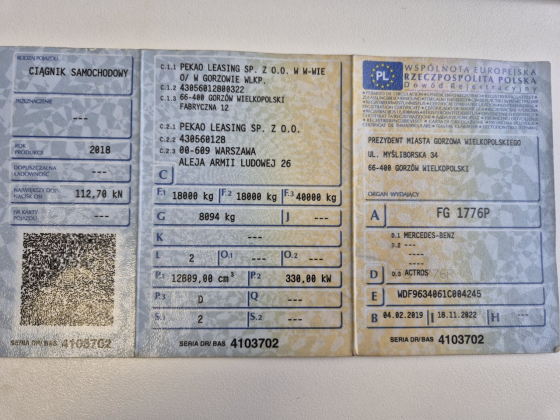 RODZAJ POJAZDU
CIĄGNIK SAMOCHODOWY
PRZEZNACZENIE
---
ROK PRODUKCJI
2018
DOPUSZCZALNA ŁADOWNOŚĆ
---
NAJWIĘKSZY DOP. NACISK OSI
112,70 kN
NR KARTY POJAZDU
---
SERIA DR/BAS 4103702
C.1.1 PEKAO LEASING SP. Z O.O. W W-WIE
O/ W GORZOWIE WLKP.
C.1.2 43056012800322
C.1.3 66-400 GORZÓW WIELKOPOLSKI
FABRYCZNA 12
C.2.1 PEKAO LEASING SP. Z O.O.
C.2.2 430560128
C.2.3 00-609 WARSZAWA
ALEJA ARMII LUDOWEJ 26
C
F.1 18000 kg F.2 18000 kg F.3 40000 kg
G 8094 kg J ---
K ---
L 2 O.1 --- O.2 ---
P.1 12809,00 cm³ P.2 330,00 kW
P.3 D Q ---
S.1 2 S.2 ---
SERIA DR/BAS 4103702
PL
WSPÓLNOTA EUROPEJSKA
RZECZPOSPOLITA POLSKA
Dowód Rejestracyjny
PREZYDENT MIASTA GORZOWA WIELKOPOLSKIEGO
UL. MYŚLIBORSKA 34
66-400 GORZÓW WIELKOPOLSKI
ORGAN WYDAJĄCY
A FG 1776P
D.1 MERCEDES-BENZ
D.2 ---
----
----
D D.3 ACTROS
E WDF9634061C004245
B 04.02.2019 I 18.11.2022 H ---
SERIA DR/BAS 4103702